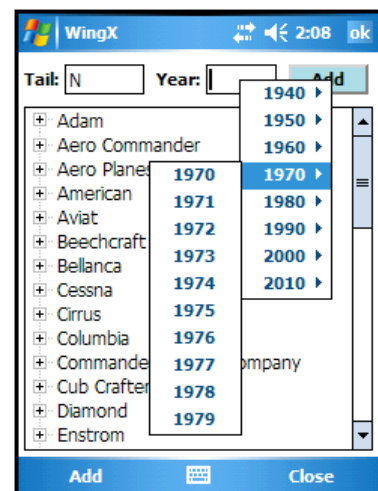 WingX 2:08 ok
Tail: N Year: Add
1940
1950
1960
1970
1980
1990
2000
2010
1970
1971
1972
1973
1974
1975
1976
1977
1978
1979
Adam
Aero Commander
Aero Planes
American
Aviat
Beechcraft
Bellanca
Cessna
Cirrus
Columbia
Commande ompany
Cub Crafter
Diamond
Enstrom
Add Close